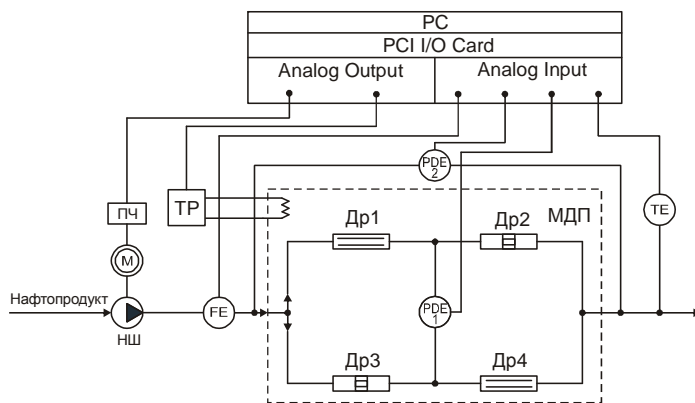 PC
PCI I/O Card
Analog Output
Analog Input
PDE
2
ПЧ
ТР
МДП
TE
Др1
Др2
М
Нафтопродукт
FE
PDE
1
НШ
Др3
Др4